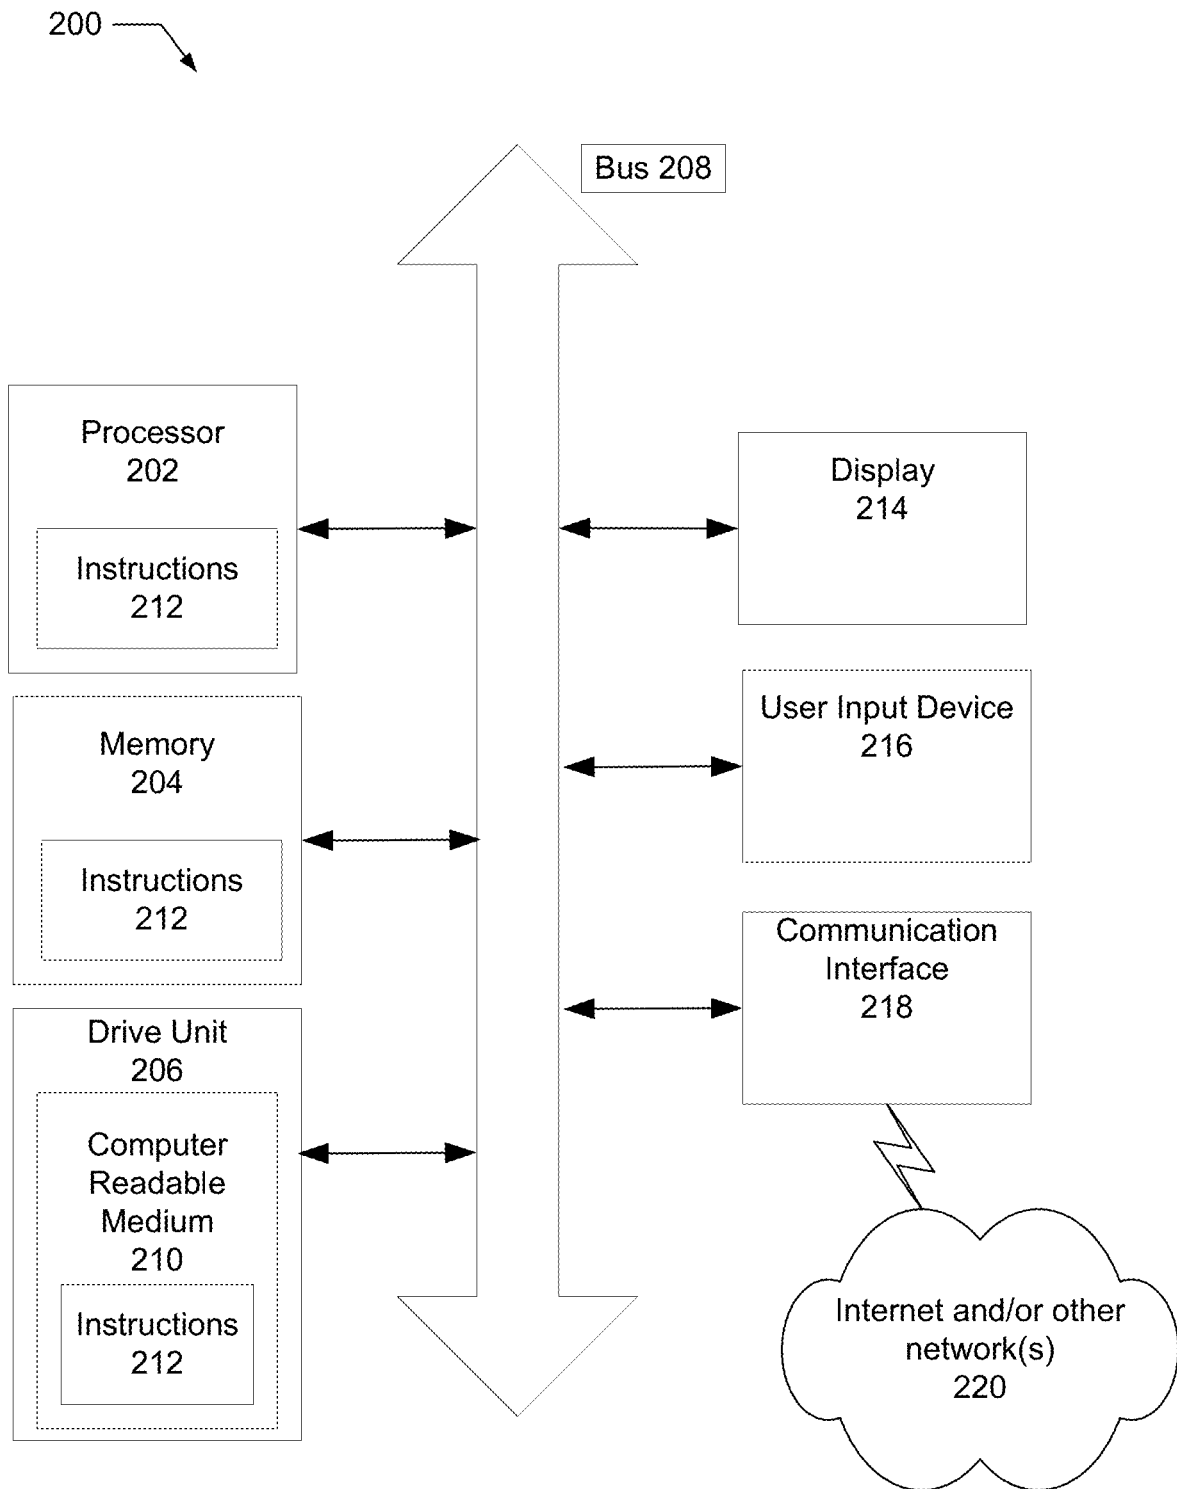 200
Bus 208
Processor
202
Instructions
212
Memory
204
Instructions
212
Drive Unit
206
Computer
Readable
Medium
210
Instructions
212
Display
214
User Input Device
216
Communication
Interface
218
Internet and/or other
network(s)
220